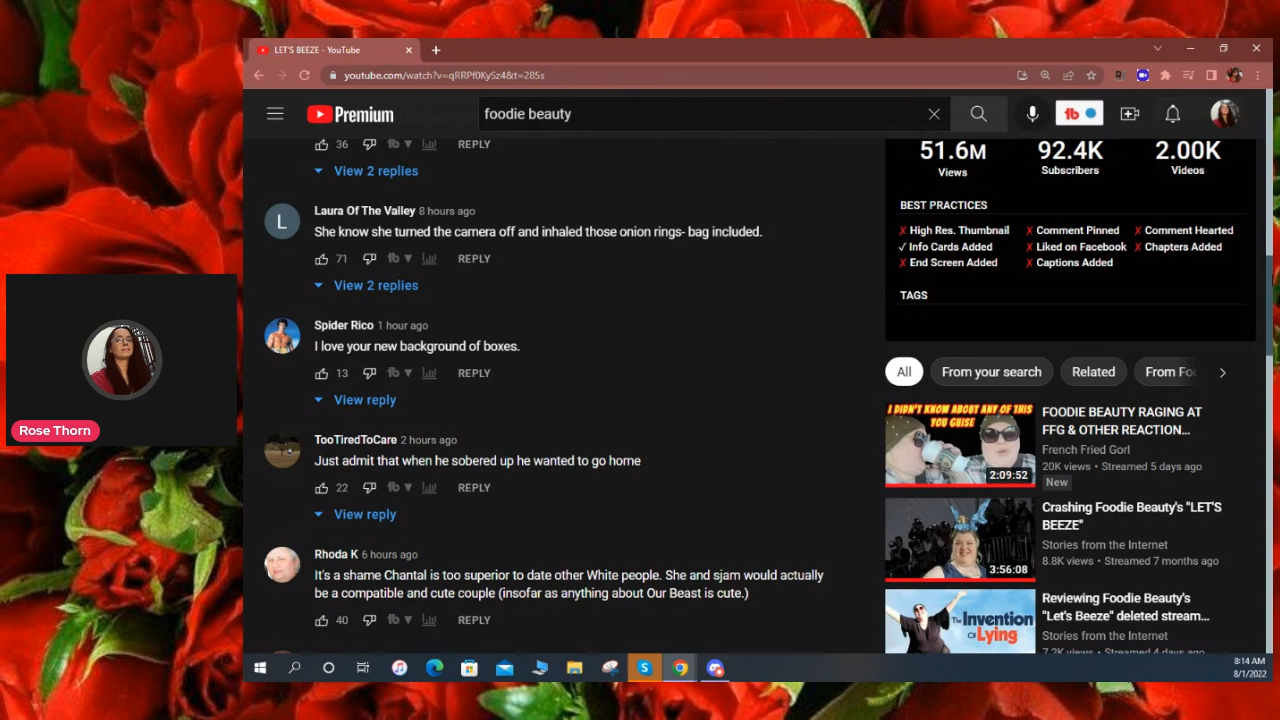 LET'S BEEZE - YouTube
youtube.com/watch?v=qRRPf0KySz4&t=285s
Premium
foodie beauty
tb
36
REPLY
View 2 replies
Laura Of The Valley 8 hours ago
She know she turned the camera off and inhaled those onion rings- bag included.
71
REPLY
View 2 replies
Spider Rico 1 hour ago
I love your new background of boxes.
13
REPLY
View reply
TooTiredToCare 2 hours ago
Just admit that when he sobered up he wanted to go home
22
REPLY
View reply
Rhoda K 6 hours ago
It's a shame Chantal is too superior to date other White people. She and sjam would actually
be a compatible and cute couple (insofar as anything about Our Beast is cute.)
40
REPLY
L
Rose Thorn
51.6M 92.4K 2.00K
Views Subscribers Videos
BEST PRACTICES
✗ High Res. Thumbnail ✗ Comment Pinned ✗ Comment Hearted
✓ Info Cards Added ✗ Liked on Facebook ✗ Chapters Added
✗ End Screen Added ✗ Captions Added
TAGS
All From your search Related From Foo
I DIDN'T KNOW ABOUT ANY OF THIS
YOU GUISE
2:09:52
FOODIE BEAUTY RAGING AT
FFG & OTHER REACTION...
French Fried Gorl
20K views • Streamed 5 days ago
New
3:56:08
Crashing Foodie Beauty's "LET'S
BEEZE"
Stories from the Internet
8.8K views • Streamed 7 months ago
The Invention
OF Lying
Reviewing Foodie Beauty's
"Let's Beeze" deleted stream...
Stories from the Internet
7.2K views • Streamed 4 days ago
8:14 AM
8/1/2022